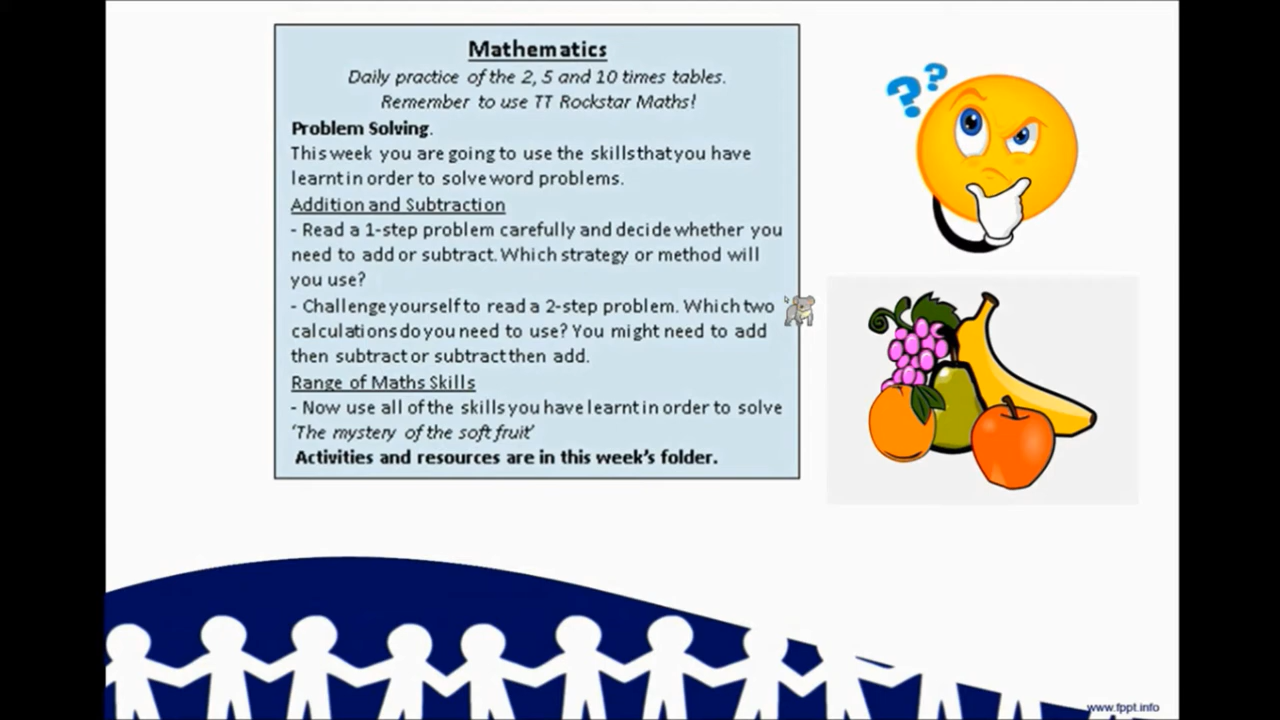 Mathematics
Daily practice of the 2, 5 and 10 times tables.
Remember to use TT Rockstar Maths!
Problem Solving.
This week you are going to use the skills that you have
learnt in order to solve word problems.
Addition and Subtraction
- Read a 1-step problem carefully and decide whether you
need to add or subtract. Which strategy or method will
you use?
- Challenge yourself to read a 2-step problem. Which two
calculations do you need to use? You might need to add
then subtract or subtract then add.
Range of Maths Skills
- Now use all of the skills you have learnt in order to solve
‘The mystery of the soft fruit’
Activities and resources are in this week’s folder.
???
www.fppt.info